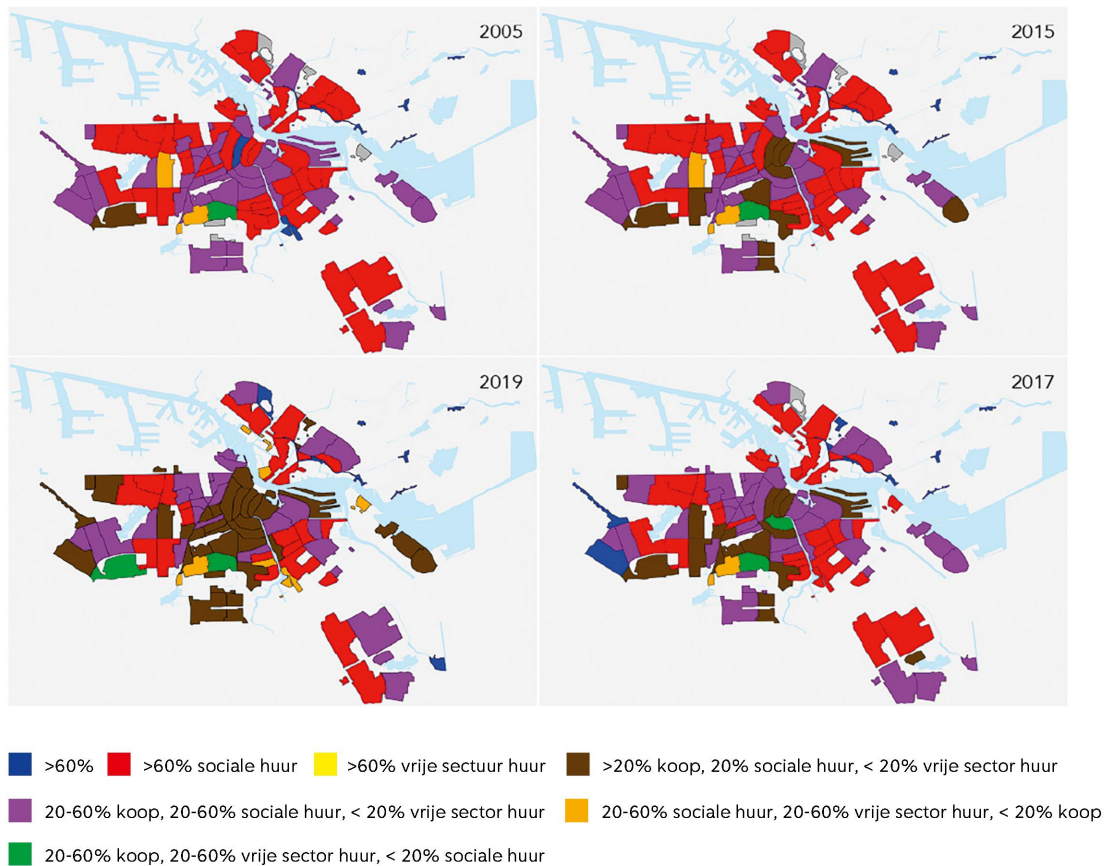 2005
2015
2019
2017
>60%
>60% sociale huur
>60% vrije sectuur huur
>20% koop, 20% sociale huur, < 20% vrije sector huur
20-60% koop, 20-60% sociale huur, < 20% vrije sector huur
20-60% sociale huur, 20-60% vrije sector huur, < 20% koop
20-60% koop, 20-60% vrije sector huur, < 20% sociale huur